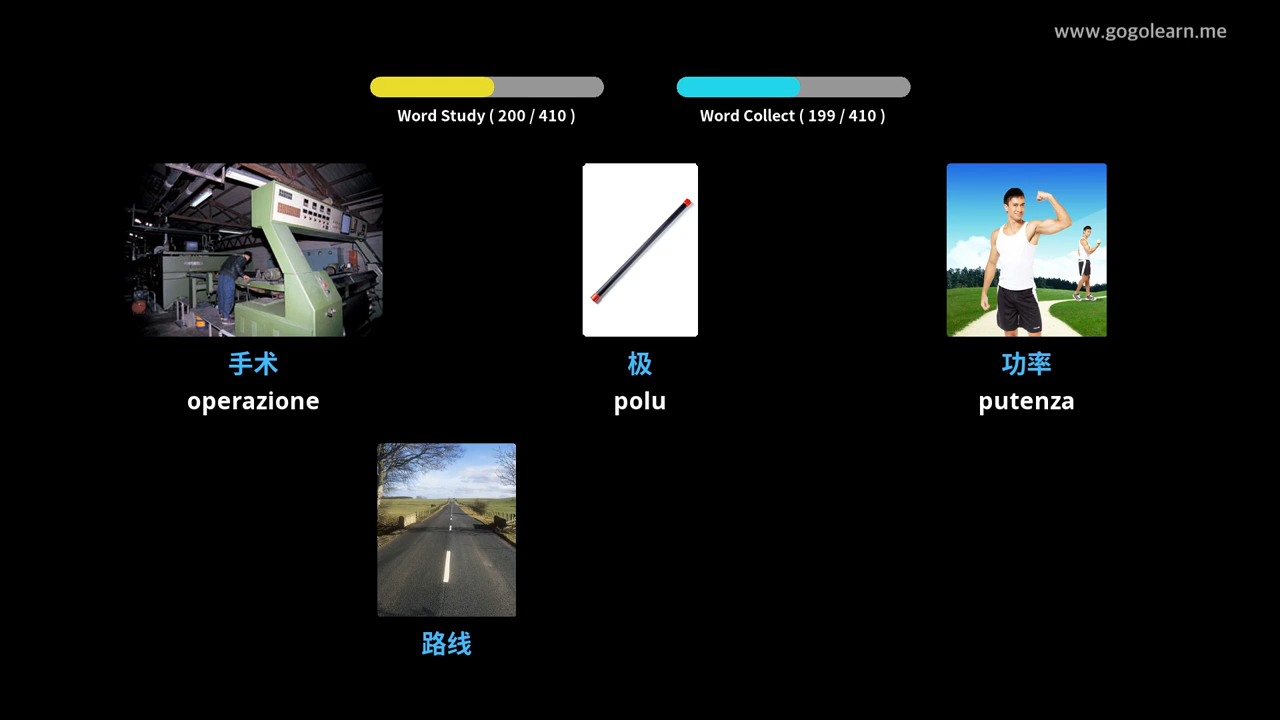 www.gogolearn.me
Word Study ( 200 / 410 )
Word Collect ( 199 / 410 )
手术
operazione
极
polu
功率
putenza
路线